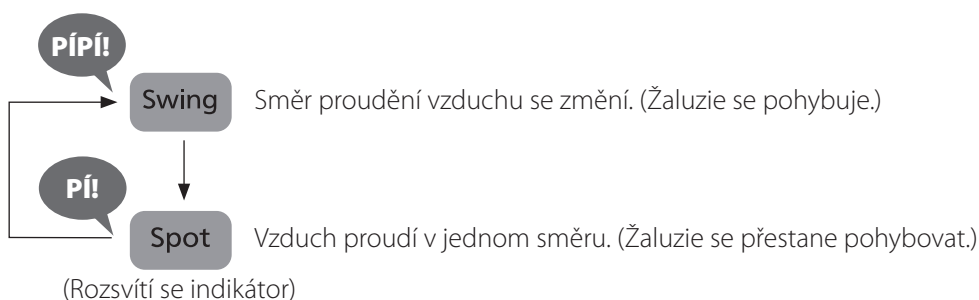 PÍPÍ!
Swing Směr proudění vzduchu se změní. (Žaluzie se pohybuje.)
PÍ!
Spot Vzduch proudí v jednom směru. (Žaluzie se přestane pohybovat.)
(Rozsvítí se indikátor)